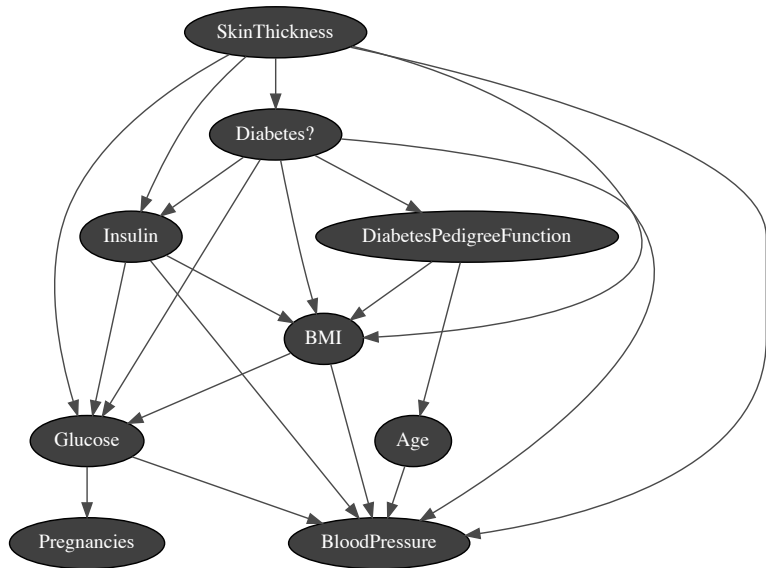 SkinThickness
Diabetes?
Insulin
DiabetesPedigreeFunction
BMI
Glucose
Age
Pregnancies
BloodPressure